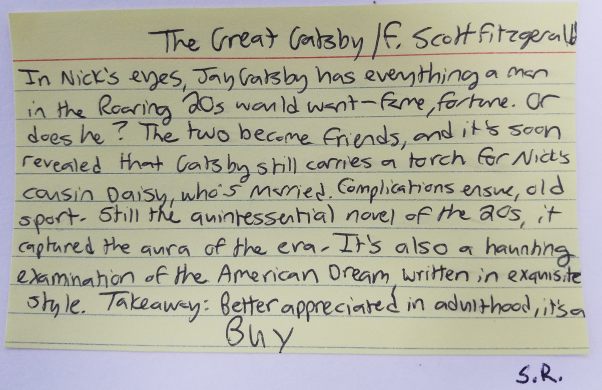 The Great Gatsby / F. Scott Fitzgerald
In Nick's eyes, Jay Gatsby has everything a man
in the Roaring '20s would want-fame, fortune. Or
does he? The two become friends, and it's soon
revealed that Gatsby still carries a torch for Nick's
cousin Daisy, who's married. Complications ensue, old
sport. Still the quintessential novel of the 20s, it
captured the aura of the era. It's also a haunting
examination of the American Dream, written in exquisite
style. Takeaway: Better appreciated in adulthood, it's a
Buy
S.R.